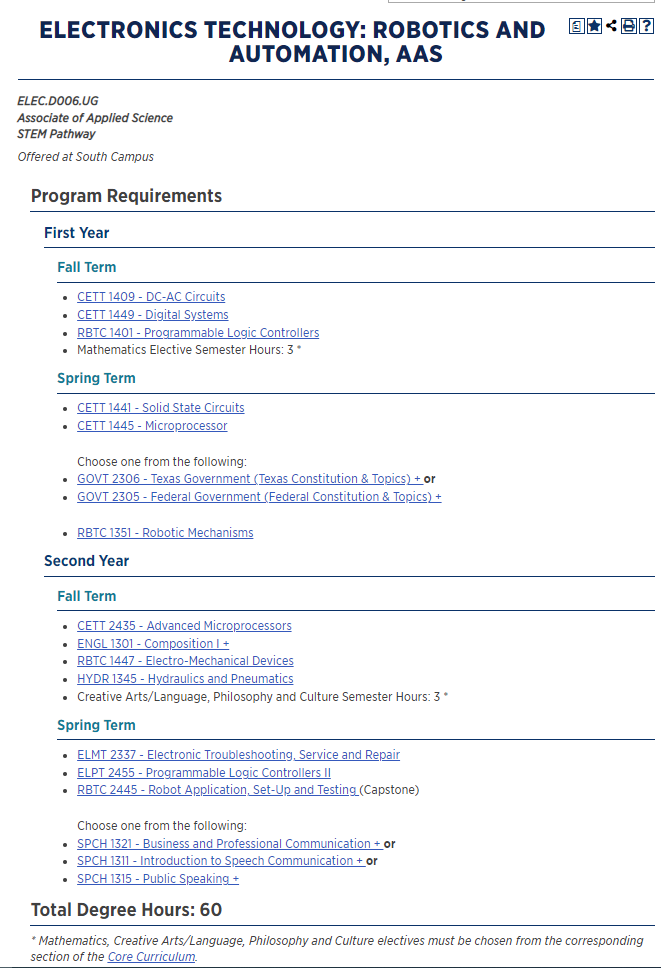 ELECTRONICS TECHNOLOGY: ROBOTICS AND
AUTOMATION, AAS
ELEC.D006.UG
Associate of Applied Science
STEM Pathway
Offered at South Campus
Program Requirements
First Year
Fall Term
CETT 1409 - DC-AC Circuits
CETT 1449 - Digital Systems
RBTC 1401 - Programmable Logic Controllers
Mathematics Elective Semester Hours: 3 *
Spring Term
CETT 1441 - Solid State Circuits
CETT 1445 - Microprocessor
Choose one from the following:
GOVT 2306 - Texas Government (Texas Constitution & Topics) + or
GOVT 2305 - Federal Government (Federal Constitution & Topics) +
RBTC 1351 - Robotic Mechanisms
Second Year
Fall Term
CETT 2435 - Advanced Microprocessors
ENGL 1301 - Composition I +
RBTC 1447 - Electro-Mechanical Devices
HYDR 1345 - Hydraulics and Pneumatics
Creative Arts/Language, Philosophy and Culture Semester Hours: 3 *
Spring Term
ELMT 2337 - Electronic Troubleshooting, Service and Repair
ELPT 2455 - Programmable Logic Controllers II
RBTC 2445 - Robot Application, Set-Up and Testing (Capstone)
Choose one from the following:
SPCH 1321 - Business and Professional Communication + or
SPCH 1311 - Introduction to Speech Communication + or
SPCH 1315 - Public Speaking +
Total Degree Hours: 60
* Mathematics, Creative Arts/Language, Philosophy and Culture electives must be chosen from the corresponding
section of the Core Curriculum.